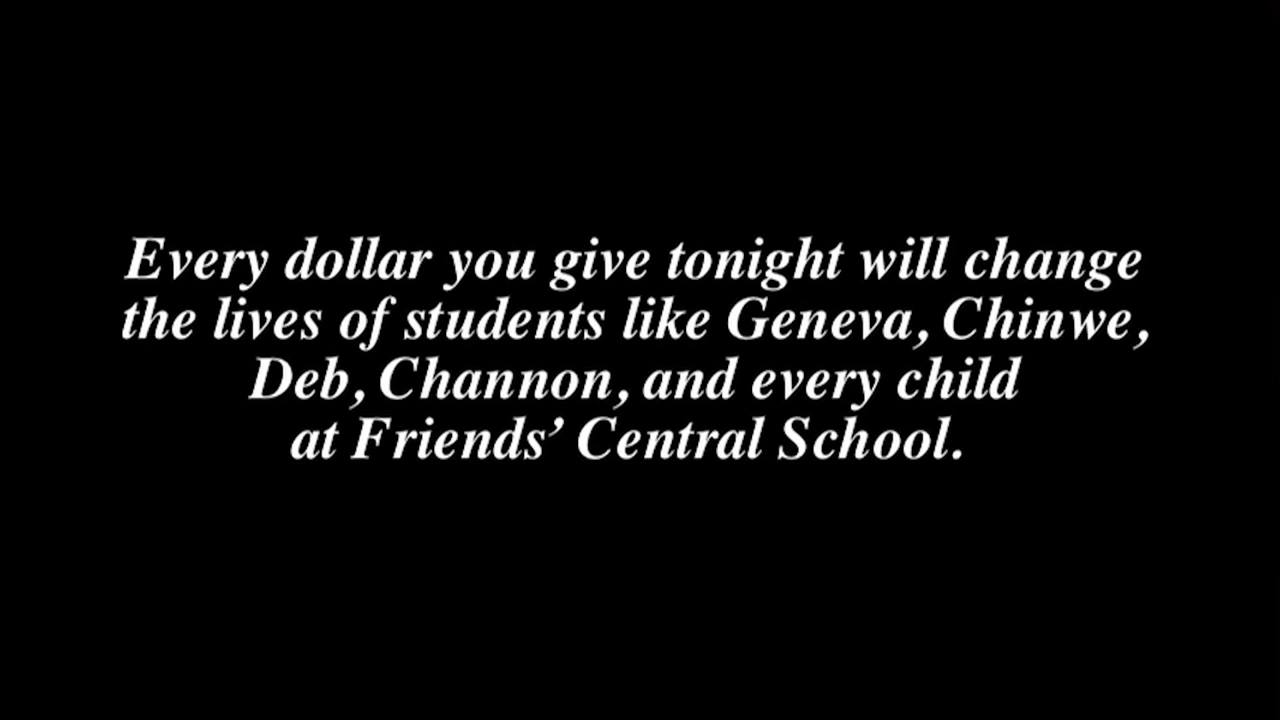 Every dollar you give tonight will change
the lives of students like Geneva, Chinwe,
Deb, Channon, and every child
at Friends’ Central School.